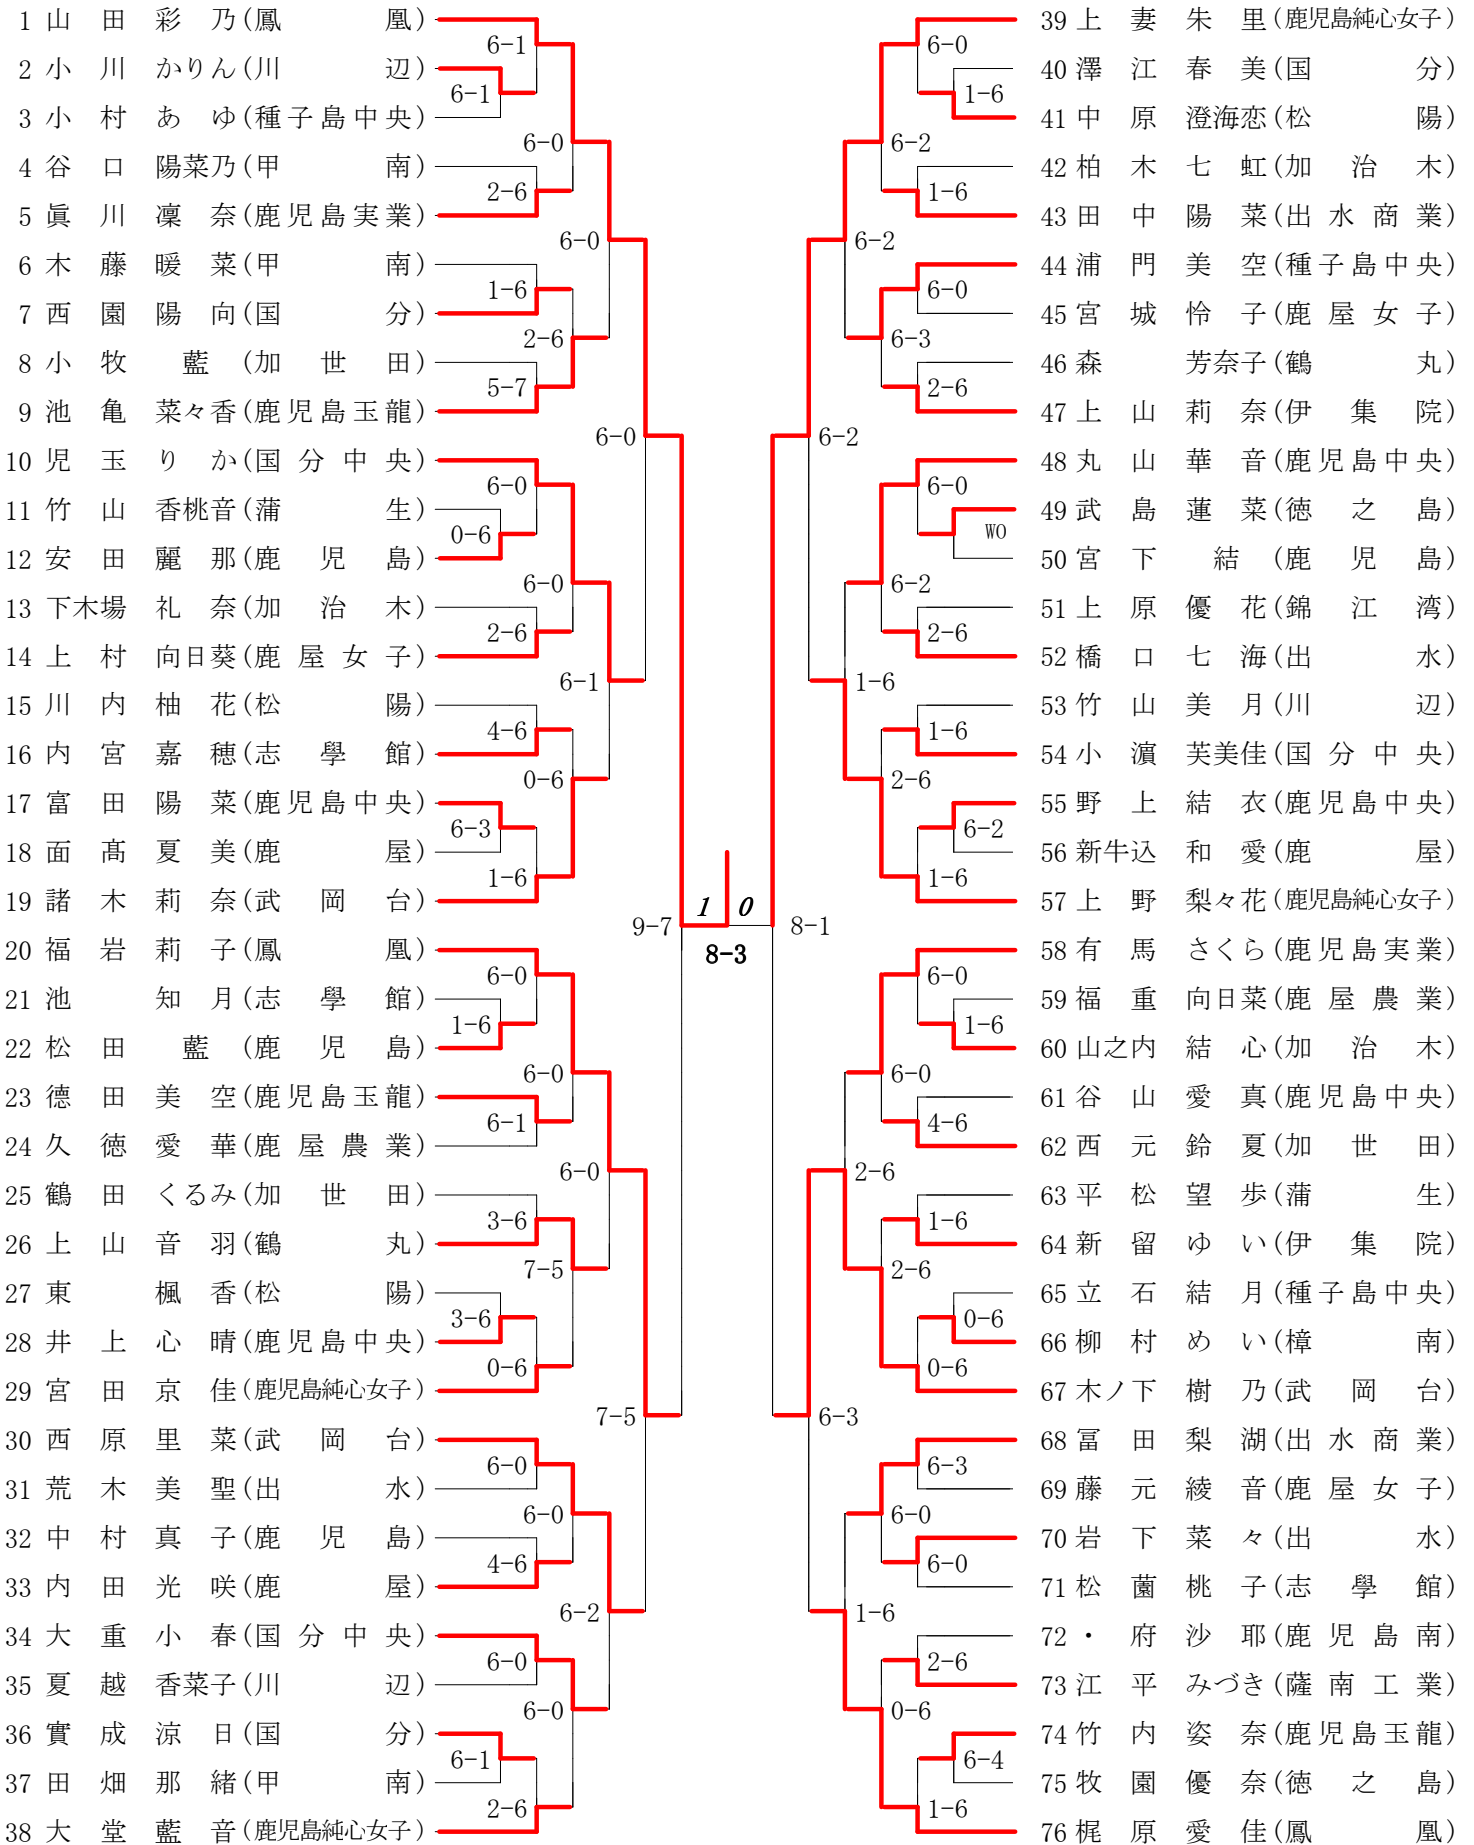 1 山 田 彩 乃(鳳 凰)
6-1
2 小 川 かりん(川 辺)
6-1
3 小 村 あ ゆ(種子島中央)
6-0
4 谷 口 陽菜乃(甲 南)
2-6
5 眞 川 凜 奈(鹿児島実業)
6-0
6 木 藤 暖 菜(甲 南)
1-6
7 西 園 陽 向(国 分)
2-6
8 小 牧 藍 (加 世 田)
5-7
9 池 亀 菜々香(鹿児島玉龍)
6-0
10 児 玉 り か(国 分 中 央)
6-0
11 竹 山 香桃音(蒲 生)
0-6
12 安 田 麗 那(鹿 児 島)
6-0
13 下木場 礼 奈(加 治 木)
2-6
14 上 村 向日葵(鹿 屋 女 子)
6-1
15 川 内 柚 花(松 陽)
4-6
16 内 宮 嘉 穂(志 學 館)
0-6
17 富 田 陽 菜(鹿児島中央)
6-3
18 面 髙 夏 美(鹿 屋)
1-6
19 諸 木 莉 奈(武 岡 台)
9-7
20 福 岩 莉 子(鳳 凰)
6-0
21 池 知 月(志 學 館)
1-6
22 松 田 藍 (鹿 児 島)
6-0
23 德 田 美 空(鹿児島玉龍)
6-1
24 久 徳 愛 華(鹿 屋 農 業)
6-0
25 鶴 田 くるみ(加 世 田)
3-6
26 上 山 音 羽(鶴 丸)
7-5
27 東 楓 香(松 陽)
3-6
28 井 上 心 晴(鹿児島中央)
0-6
29 宮 田 京 佳(鹿児島純心女子)
7-5
30 西 原 里 菜(武 岡 台)
6-0
31 荒 木 美 聖(出 水)
6-0
32 中 村 真 子(鹿 児 島)
4-6
33 内 田 光 咲(鹿 屋)
6-2
34 大 重 小 春(国 分 中 央)
6-0
35 夏 越 香菜子(川 辺)
6-0
36 實 成 涼 日(国 分)
6-1
37 田 畑 那 緒(甲 南)
2-6
38 大 堂 藍 音(鹿児島純心女子)
1 0
8-3
39 上 妻 朱 里(鹿児島純心女子)
6-0
40 澤 江 春 美(国 分)
1-6
41 中 原 澄海恋(松 陽)
6-2
42 柏 木 七 虹(加 治 木)
1-6
43 田 中 陽 菜(出 水 商 業)
6-2
44 浦 門 美 空(種子島中央)
6-0
45 宮 城 怜 子(鹿 屋 女 子)
6-3
46 森 芳奈子(鶴 丸)
2-6
47 上 山 莉 奈(伊 集 院)
6-2
48 丸 山 華 音(鹿児島中央)
6-0
49 武 島 蓮 菜(徳 之 島)
WO
50 宮 下 結 (鹿 児 島)
6-2
51 上 原 優 花(錦 江 湾)
2-6
52 橋 口 七 海(出 水)
1-6
53 竹 山 美 月(川 辺)
1-6
54 小 濵 芙美佳(国 分 中 央)
2-6
55 野 上 結 衣(鹿児島中央)
6-2
56 新牛込 和 愛(鹿 屋)
1-6
57 上 野 梨々花(鹿児島純心女子)
8-1
58 有 馬 さくら(鹿児島実業)
6-0
59 福 重 向日菜(鹿 屋 農 業)
1-6
60 山之内 結 心(加 治 木)
6-0
61 谷 山 愛 真(鹿児島中央)
4-6
62 西 元 鈴 夏(加 世 田)
2-6
63 平 松 望 歩(蒲 生)
1-6
64 新 留 ゆ い(伊 集 院)
2-6
65 立 石 結 月(種子島中央)
0-6
66 柳 村 め い(樟 南)
0-6
67 木ノ下 樹 乃(武 岡 台)
6-3
68 冨 田 梨 湖(出 水 商 業)
6-3
69 藤 元 綾 音(鹿 屋 女 子)
6-0
70 岩 下 菜 々(出 水)
6-0
71 松 薗 桃 子(志 學 館)
1-6
72 ・ 府 沙 耶(鹿 児 島 南)
2-6
73 江 平 みづき(薩 南 工 業)
0-6
74 竹 内 姿 奈(鹿児島玉龍)
6-4
75 牧 園 優 奈(徳 之 島)
1-6
76 梶 原 愛 佳(鳳 凰)